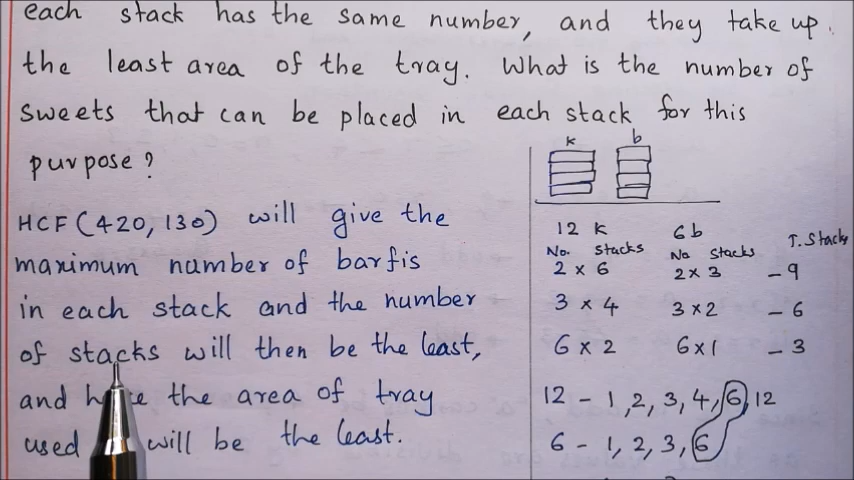 each stack has the same number, and they take up
the least area of the tray. What is the number of
sweets that can be placed in each stack for this
purpose?
HCF (420, 130) will give the
maximum number of barfis
in each stack and the number
of stacks will then be the least,
and the area of tray
used will be the least.
k b
12 k 6 b
No. stacks No stacks T. Stacks
2 × 6 2 × 3 - 9
3 × 4 3 × 2 - 6
6 × 2 6 × 1 - 3
12 - 1, 2, 3, 4, 6, 12
6 - 1, 2, 3, 6